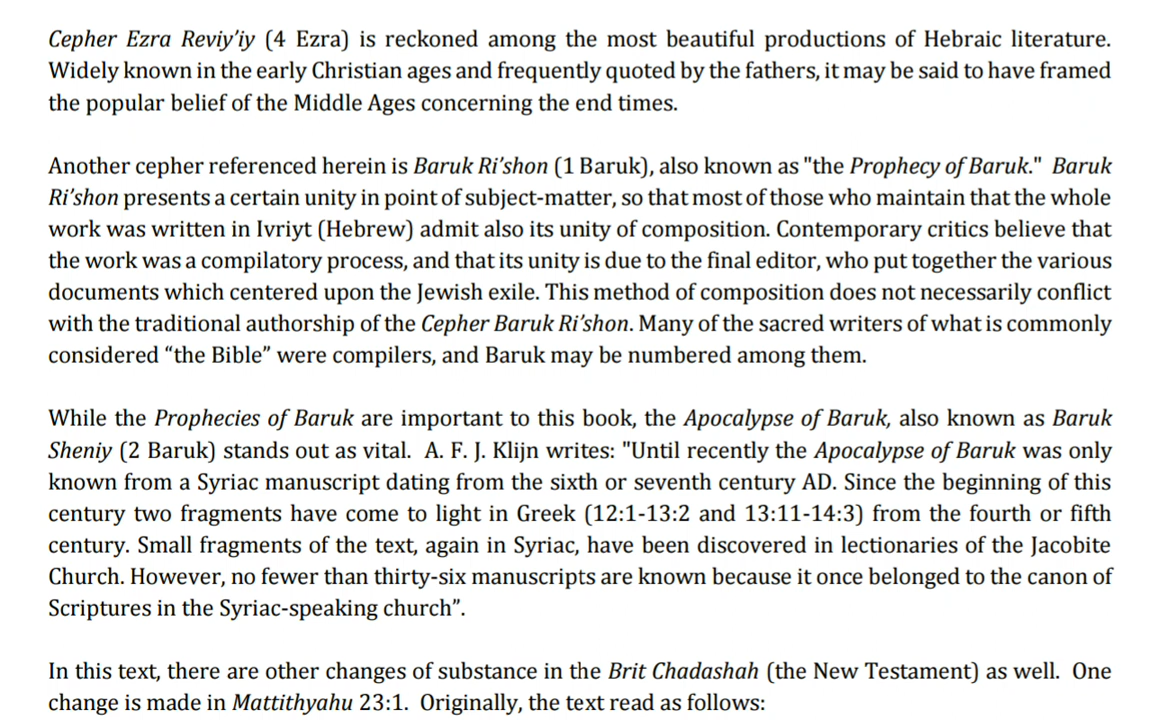 Cepher Ezra Reviy'iy (4 Ezra) is reckoned among the most beautiful productions of Hebraic literature.
Widely known in the early Christian ages and frequently quoted by the fathers, it may be said to have framed
the popular belief of the Middle Ages concerning the end times.
Another cepher referenced herein is Baruk Ri'shon (1 Baruk), also known as "the Prophecy of Baruk." Baruk
Ri'shon presents a certain unity in point of subject-matter, so that most of those who maintain that the whole
work was written in Ivriyt (Hebrew) admit also its unity of composition. Contemporary critics believe that
the work was a compilatory process, and that its unity is due to the final editor, who put together the various
documents which centered upon the Jewish exile. This method of composition does not necessarily conflict
with the traditional authorship of the Cepher Baruk Ri'shon. Many of the sacred writers of what is commonly
considered “the Bible” were compilers, and Baruk may be numbered among them.
While the Prophecies of Baruk are important to this book, the Apocalypse of Baruk, also known as Baruk
Sheniy (2 Baruk) stands out as vital. A. F. J. Klijn writes: "Until recently the Apocalypse of Baruk was only
known from a Syriac manuscript dating from the sixth or seventh century AD. Since the beginning of this
century two fragments have come to light in Greek (12:1-13:2 and 13:11-14:3) from the fourth or fifth
century. Small fragments of the text, again in Syriac, have been discovered in lectionaries of the Jacobite
Church. However, no fewer than thirty-six manuscripts are known because it once belonged to the canon of
Scriptures in the Syriac-speaking church”.
In this text, there are other changes of substance in the Brit Chadashah (the New Testament) as well. One
change is made in Mattithyahu 23:1. Originally, the text read as follows: